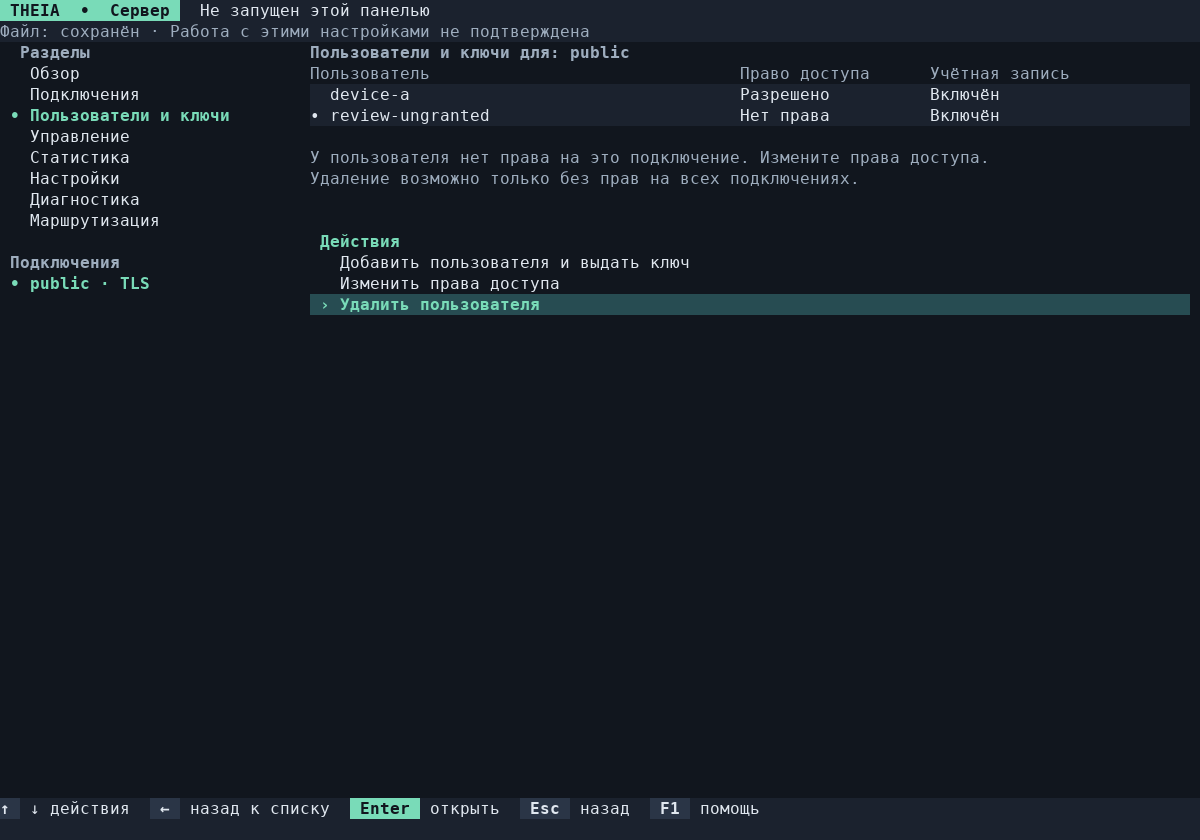 THEIA • Сервер Не запущен этой панелью
Файл: сохранён · Работа с этими настройками не подтверждена
Разделы
Обзор
Подключения
• Пользователи и ключи
Управление
Статистика
Настройки
Диагностика
Маршрутизация
Подключения
• public · TLS
Пользователи и ключи для: public
Пользователь Право доступа Учётная запись
device-a Разрешено Включён
• review-ungranted Нет права Включён
У пользователя нет права на это подключение. Измените права доступа.
Удаление возможно только без прав на всех подключениях.
Действия
Добавить пользователя и выдать ключ
Изменить права доступа
› Удалить пользователя
↑ ↓ действия ← назад к списку Enter открыть Esc назад F1 помощь